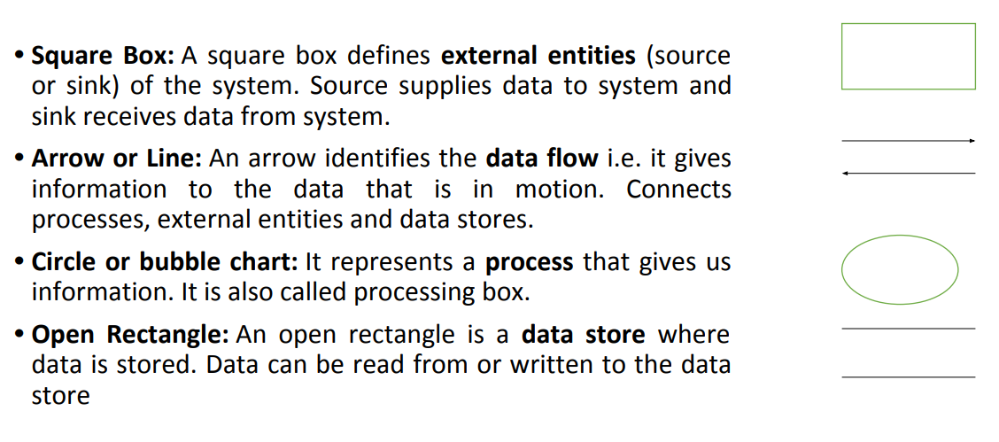 • Square Box: A square box defines external entities (source
or sink) of the system. Source supplies data to system and
sink receives data from system.
• Arrow or Line: An arrow identifies the data flow i.e. it gives
information to the data that is in motion. Connects
processes, external entities and data stores.
• Circle or bubble chart: It represents a process that gives us
information. It is also called processing box.
• Open Rectangle: An open rectangle is a data store where
data is stored. Data can be read from or written to the data
store